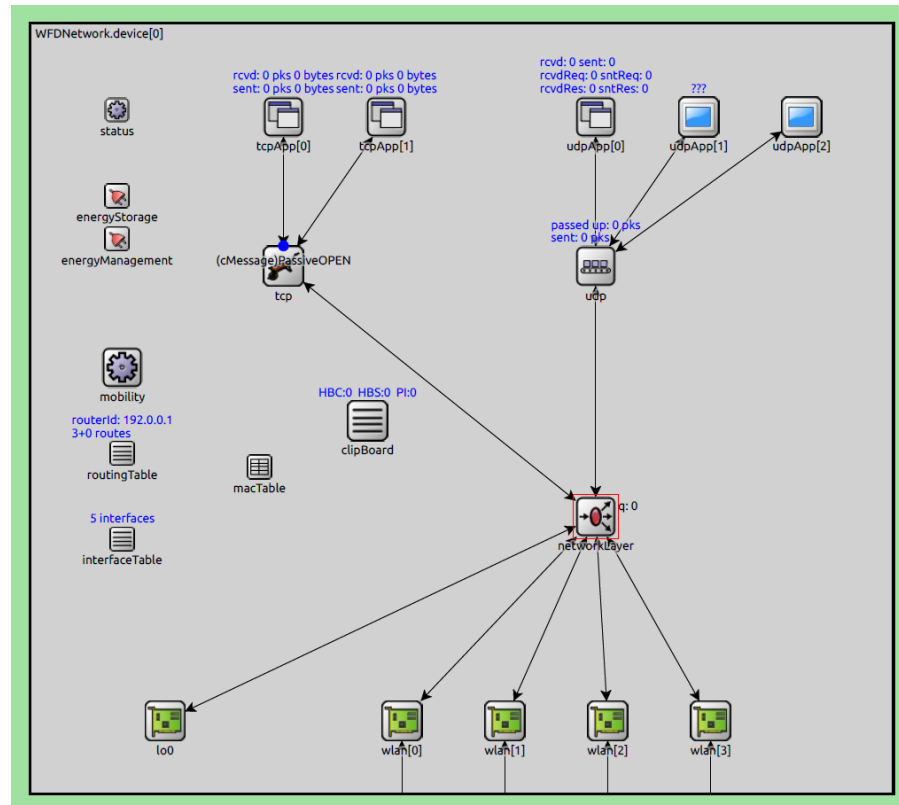 WFDNetwork.device[0]
rcvd: 0 pks 0 bytes rcvd: 0 pks 0 bytes
sent: 0 pks 0 bytes sent: 0 pks 0 bytes
rcvd: 0 sent: 0
rcvdReq: 0 sntReq: 0
rcvdRes: 0 sntRes: 0
???
status
tcpApp[0]
tcpApp[1]
udpApp[0]
udpApp[1]
udpApp[2]
energyStorage
energyManagement
(cMessage)PassiveOPEN
tcp
passed up: 0 pks
sent: 0 pks
udp
mobility
HBC:0 HBS:0 PI:0
clipBoard
routerId: 192.0.0.1
3+0 routes
routingTable
macTable
5 interfaces
interfaceTable
q: 0
networkLayer
lo0
wlan[0]
wlan[1]
wlan[2]
wlan[3]